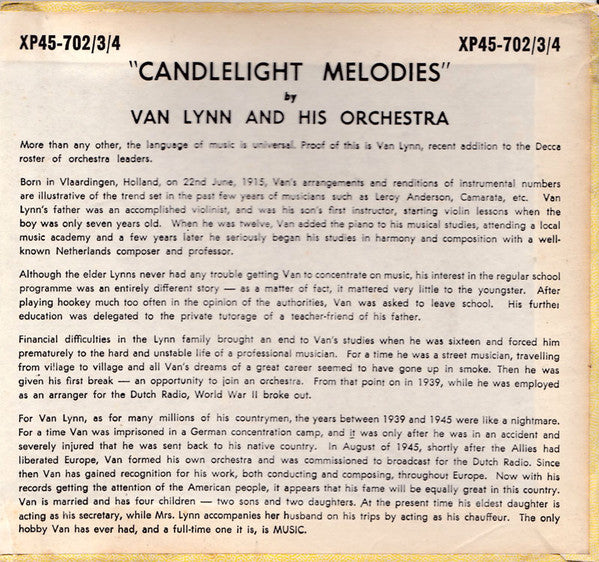 XP45-702/3/4 XP45-702/3/4
"CANDLELIGHT MELODIES"
by
VAN LYNN AND HIS ORCHESTRA
More than any other, the language of music is universal. Proof of this is Van Lynn, recent addition to the Decca
roster of orchestra leaders.
Born in Vlaardingen, Holland, on 22nd June, 1915, Van's arrangements and renditions of instrumental numbers
are illustrative of the trend set in the past few years of musicians such as Leroy Anderson, Camarata, etc. Van
Lynn's father was an accomplished violinist, and was his son's first instructor, starting violin lessons when the
boy was only seven years old. When he was twelve, Van added the piano to his musical studies, attending a local
music academy and a few years later he seriously began his studies in harmony and composition with a well-
known Netherlands composer and professor.
Although the elder Lynns never had any trouble getting Van to concentrate on music, his interest in the regular school
programme was an entirely different story — as a matter of fact, it mattered very little to the youngster. After
playing hookey much too often in the opinion of the authorities, Van was asked to leave school. His further
education was delegated to the private tutorage of a teacher-friend of his father.
Financial difficulties in the Lynn family brought an end to Van's studies when he was sixteen and forced him
prematurely to the hard and unstable life of a professional musician. For a time he was a street musician, travelling
from village to village and all Van's dreams of a great career seemed to have gone up in smoke. Then he was
given his first break — an opportunity to join an orchestra. From that point on in 1939, while he was employed
as an arranger for the Dutch Radio, World War II broke out.
For Van Lynn, as for many millions of his countrymen, the years between 1939 and 1945 were like a nightmare.
For a time Van was imprisoned in a German concentration camp, and it was only after he was in an accident and
severely injured that he was sent back to his native country. In August of 1945, shortly after the Allies had
liberated Europe, Van formed his own orchestra and was commissioned to broadcast for the Dutch Radio. Since
then Van has gained recognition for his work, both conducting and composing, throughout Europe. Now with his
records getting the attention of the American people, it appears that his fame will be equally great in this country.
Van is married and has four children — two sons and two daughters. At the present time his eldest daughter is
acting as his secretary, while Mrs. Lynn accompanies her husband on his trips by acting as his chauffeur. The only
hobby Van has ever had, and a full-time one it is, is MUSIC.